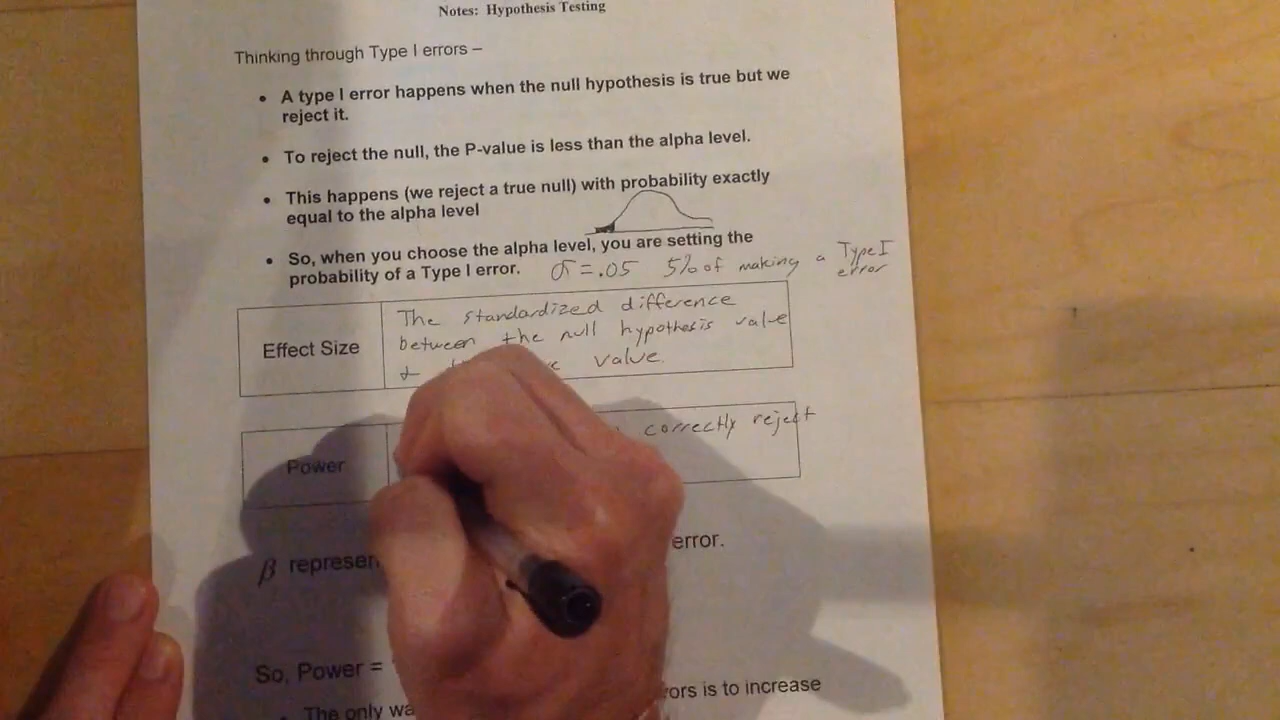 Notes: Hypothesis Testing
Thinking through Type I errors –
• A type I error happens when the null hypothesis is true but we
reject it.
• To reject the null, the P-value is less than the alpha level.
• This happens (we reject a true null) with probability exactly
equal to the alpha level
• So, when you choose the alpha level, you are setting the
probability of a Type I error. σ = .05 5% of making a Type I
error
The standardized difference
Effect Size between the null hypothesis value
value.
correctly reject
Power
error.
β
So, Power =
is to increase
The only